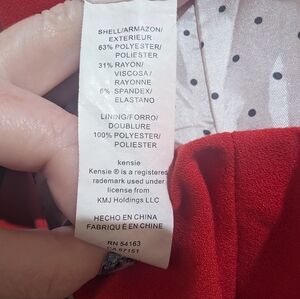 SHELL/ARMAZON/
EXTERIEUR
63% POLYESTER/
POLIESTER
31% RAYON/
VISCOSA/
RAYONNE
6% SPANDEX/
ELASTANO
LINING/FORRO/
DOUBLURE
100% POLYESTER/
POLIESTER
kensie
Kensie ® is a registered
trademark used under
license from
KMJ Holdings LLC
HECHO EN CHINA
FABRIQUÉ EN CHINE
RN 54163
CA 57151